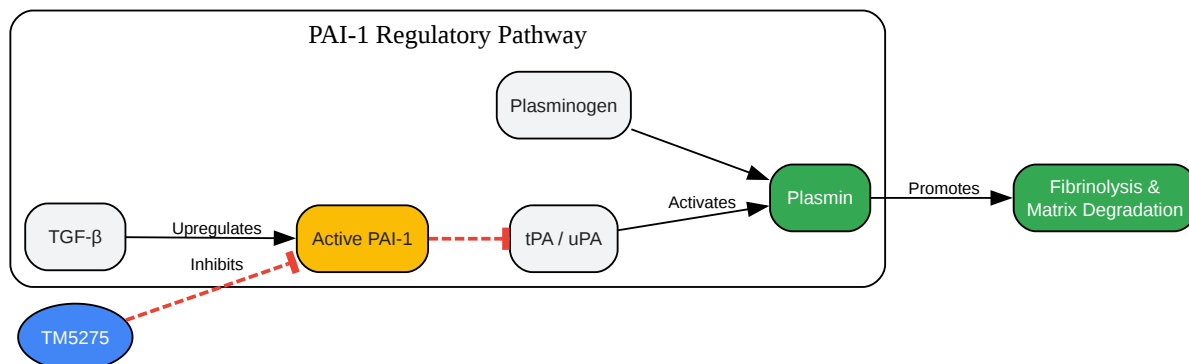 PAI-1 Regulatory Pathway
Plasminogen
Activates
Plasmin
Promotes
Fibrinolysis &
Matrix Degradation
TGF-β
Upregulates
Active PAI-1
tPA / uPA
Inhibits
TM5275